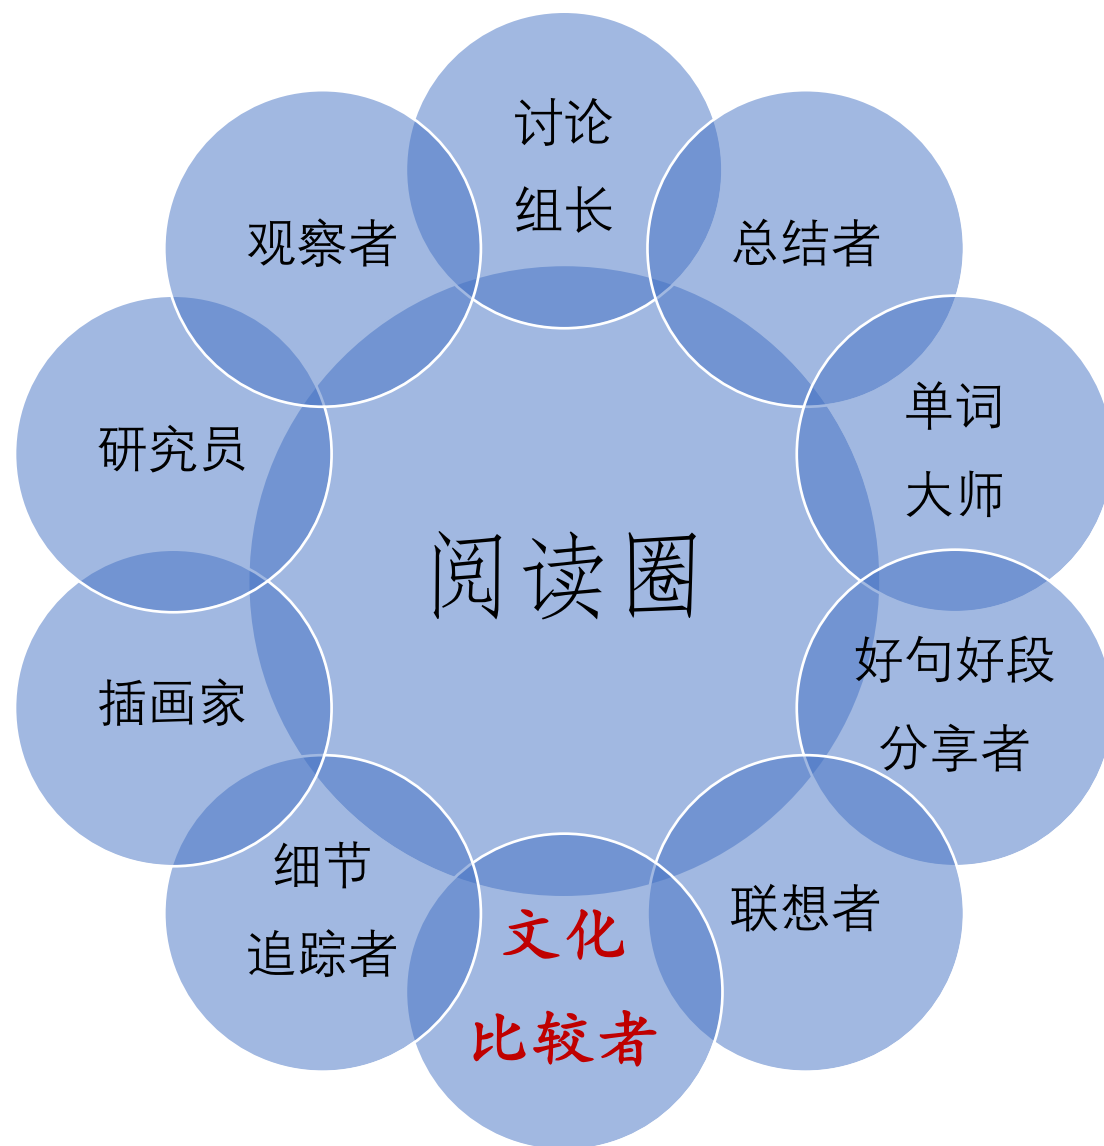 阅读圈
讨论
组长
总结者
单词
大师
好句好段
分享者
联想者
文化
比较者
细节
追踪者
插画家
研究员
观察者